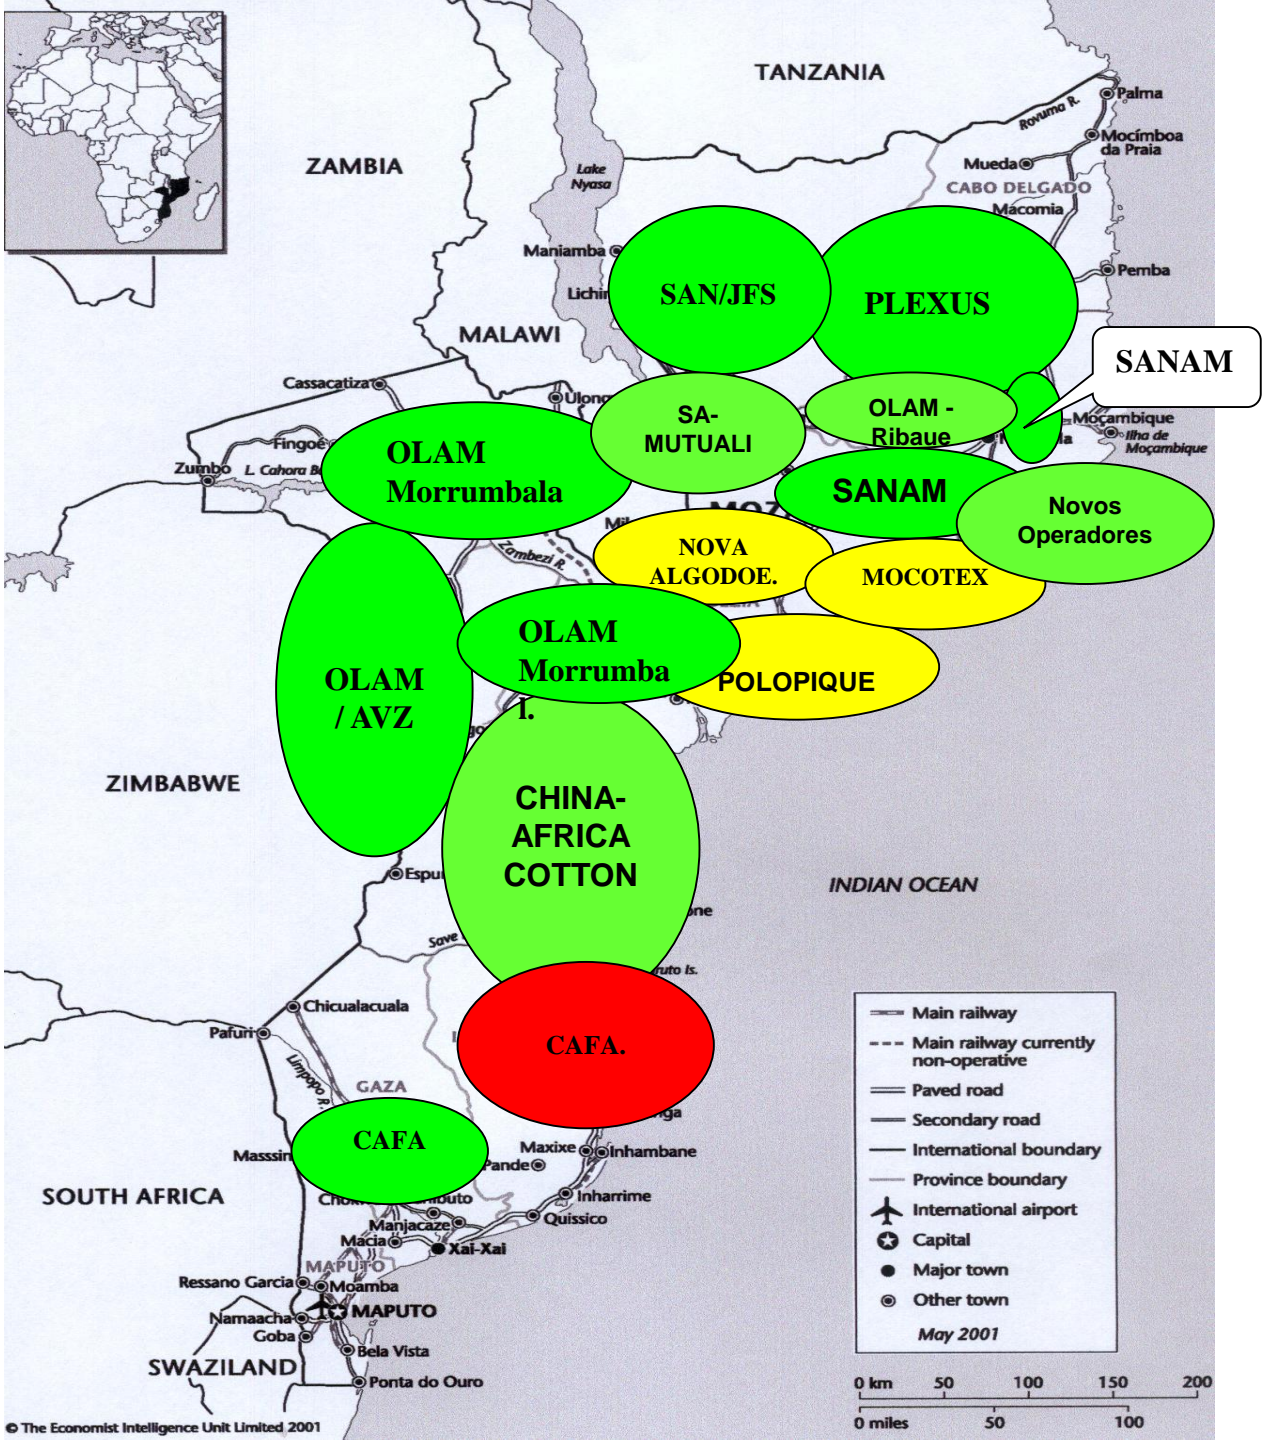 TANZANIA
Palma
Rovuma R.
Mocímboa
da Praia
Mueda
ZAMBIA
Lake
Nyasa
CABO DELGADO
Macomia
Maniamba
Pemba
SAN/JFS
PLEXUS
MALAWI
SANAM
Cassacatiza
OLAM -
Ribaue
SA-
MUTUALI
Moçambique
Ilha de
Moçambique
OLAM
Morrumbala
Fingoé
Zumbo
L. Cahora
SANAM
Novos
Operadores
Zambezi R.
NOVA
ALGODOE.
MOCOTEX
OLAM
Morrumba
l.
OLAM
/ AVZ
POLOPIQUE
ZIMBABWE
CHINA-
AFRICA
COTTON
INDIAN OCEAN
Save
Is.
Chicualacuala
Pafuri
Limpopo R.
CAFA.
GAZA
CAFA
Maxixe
Inhambane
Pande
SOUTH AFRICA
Inharrime
Manjacaze
Quissico
Macia
Xai-Xai
MAPUTO
Ressano Garcia
Moamba
Namaacha
MAPUTO
Goba
Bela Vista
SWAZILAND
Ponta do Ouro
Main railway
Main railway currently
non-operative
Paved road
Secondary road
International boundary
Province boundary
International airport
Capital
Major town
Other town
May 2001
0 km 50 100 150 200
0 miles 50 100
© The Economist Intelligence Unit Limited 2001